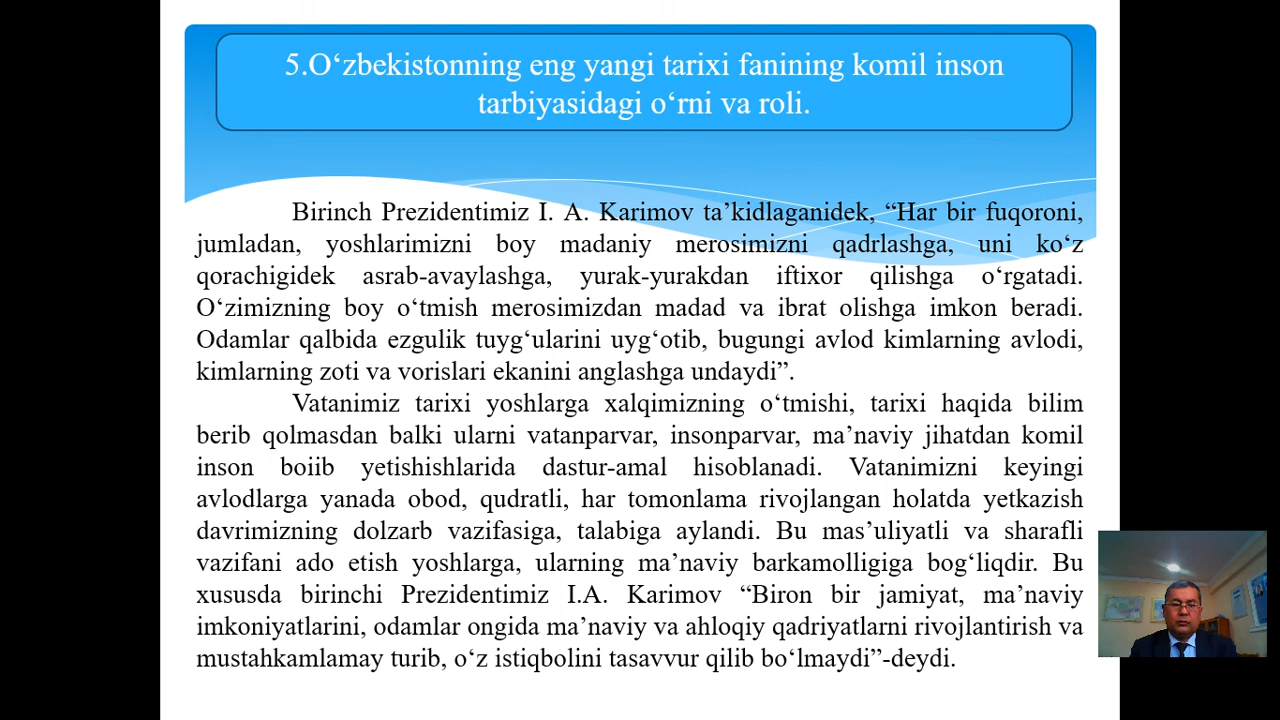 5.O‘zbekistonning eng yangi tarixi fanining komil inson
tarbiyasidagi o‘rni va roli.
Birinch Prezidentimiz I. A. Karimov ta’kidlaganidek, “Har bir fuqoroni,
jumladan, yoshlarimizni boy madaniy merosimizni qadrlashga, uni ko‘z
qorachigidek asrab-avaylashga, yurak-yurakdan iftixor qilishga o‘rgatadi.
O‘zimizning boy o‘tmish merosimizdan madad va ibrat olishga imkon beradi.
Odamlar qalbida ezgulik tuyg‘ularini uyg‘otib, bugungi avlod kimlarning avlodi,
kimlarning zoti va vorislari ekanini anglashga undaydi”.
Vatanimiz tarixi yoshlarga xalqimizning o‘tmishi, tarixi haqida bilim
berib qolmasdan balki ularni vatanparvar, insonparvar, ma’naviy jihatdan komil
inson boiib yetishishlarida dastur-amal hisoblanadi. Vatanimizni keyingi
avlodlarga yanada obod, qudratli, har tomonlama rivojlangan holatda yetkazish
davrimizning dolzarb vazifasiga, talabiga aylandi. Bu mas’uliyatli va sharafli
vazifani ado etish yoshlarga, ularning ma’naviy barkamolligiga bog‘liqdir. Bu
xususda birinchi Prezidentimiz I.A. Karimov “Biron bir jamiyat, ma’naviy
imkoniyatlarini, odamlar ongida ma’naviy va ahloqiy qadriyatlarni rivojlantirish va
mustahkamlamay turib, o‘z istiqbolini tasavvur qilib bo‘lmaydi”-deydi.